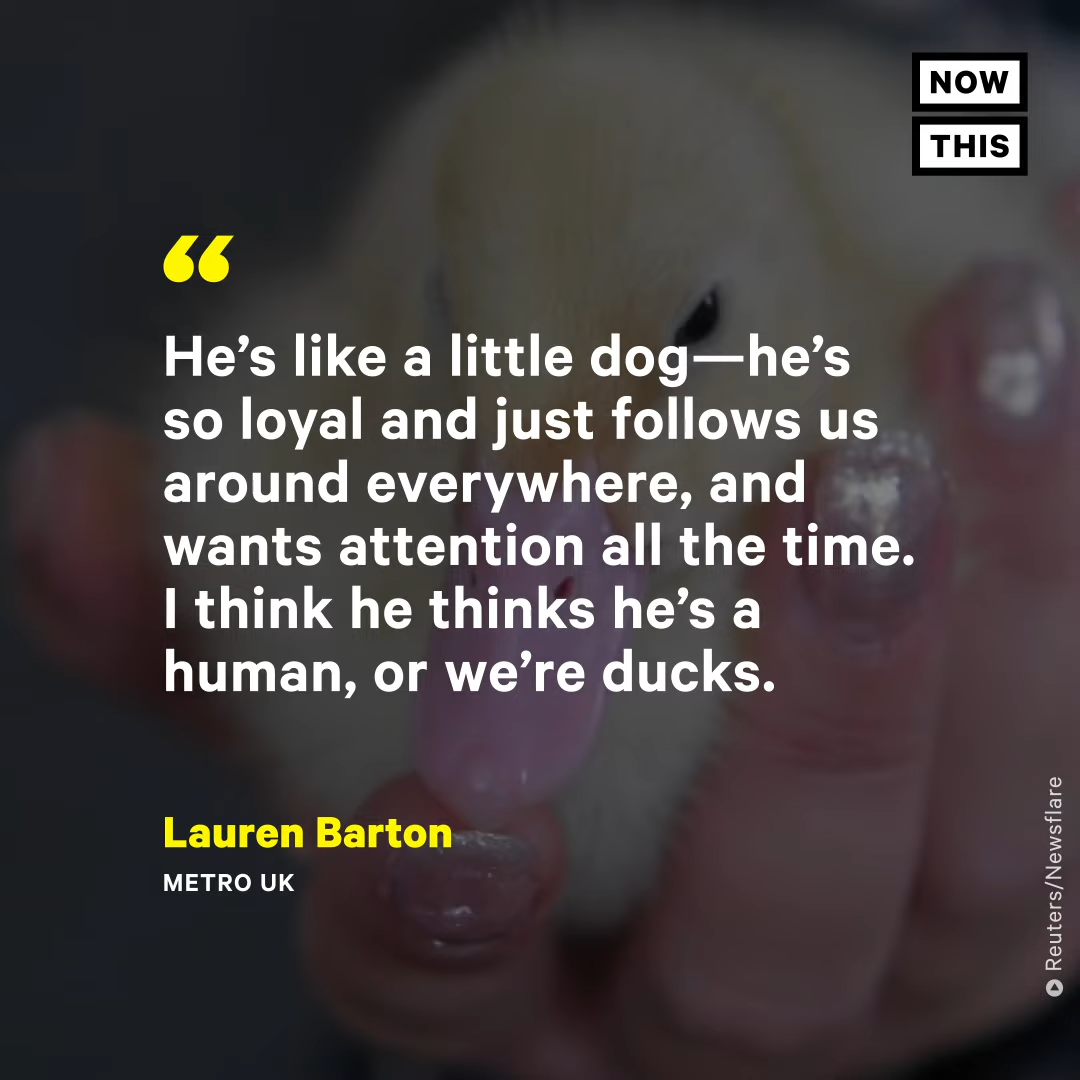 NOW
THIS
“
He’s like a little dog—he’s
so loyal and just follows us
around everywhere, and
wants attention all the time.
I think he thinks he’s a
human, or we’re ducks.
Lauren Barton
METRO UK
Reuters/Newsflare